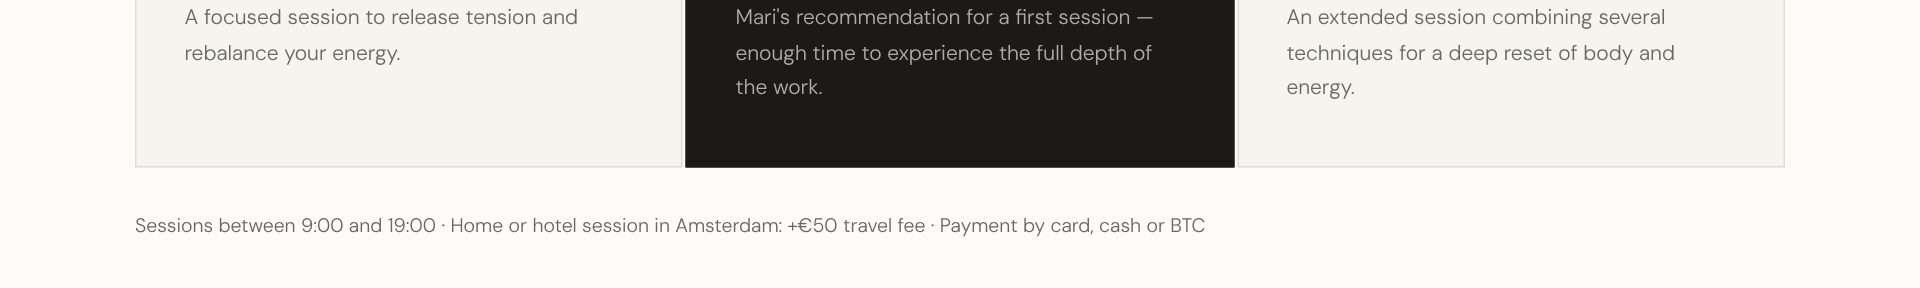 A focused session to release tension and
rebalance your energy.
Mari's recommendation for a first session —
enough time to experience the full depth of
the work.
An extended session combining several
techniques for a deep reset of body and
energy.
Sessions between 9:00 and 19:00 · Home or hotel session in Amsterdam: +€50 travel fee · Payment by card, cash or BTC